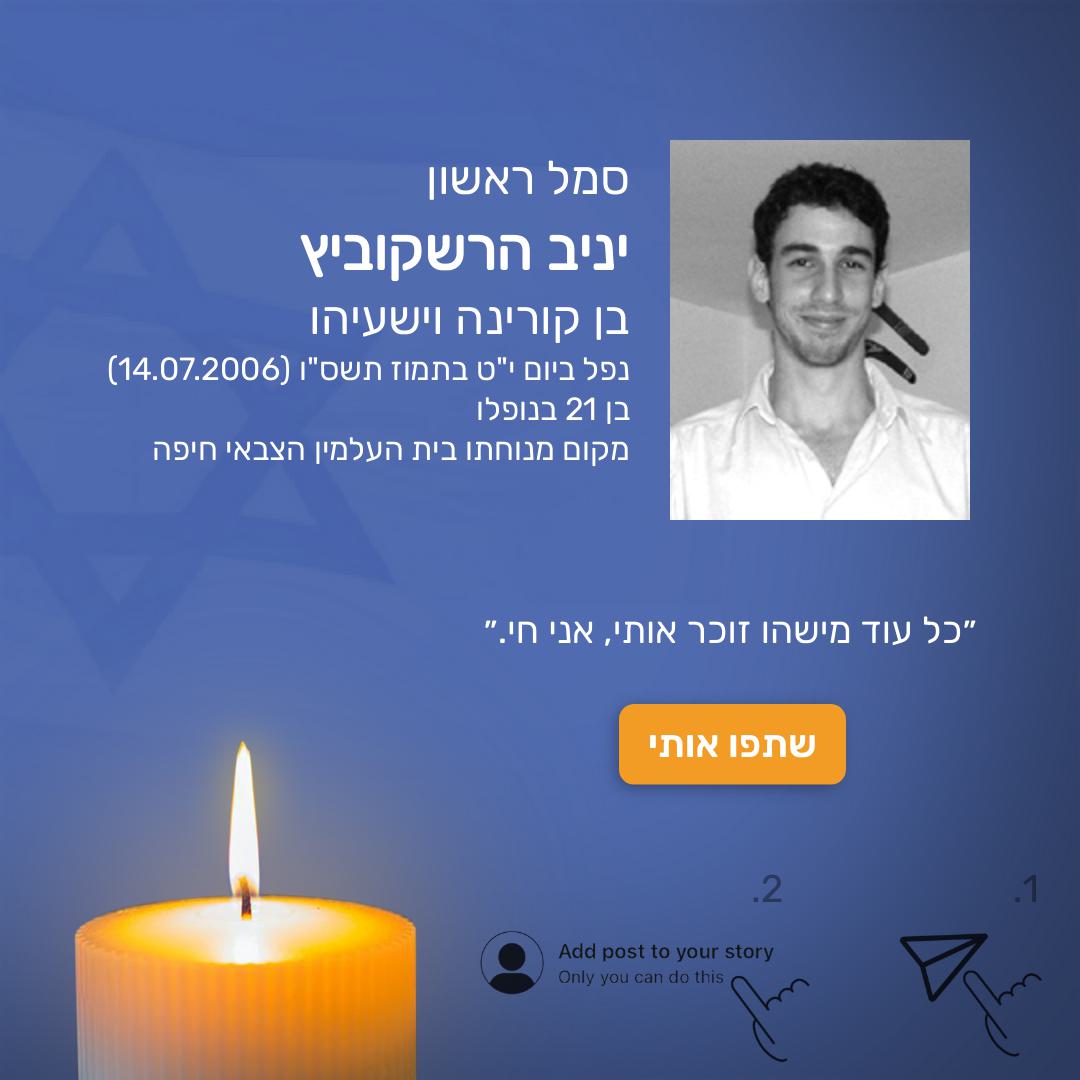 סמל ראשון
יניב הרשקוביץ
בן קורינה וישעיהו
נפל ביום י"ט בתמוז תשס"ו (14.07.2006)
בן 21 בנופלו
מקום מנוחתו בית העלמין הצבאי חיפה
״כל עוד מישהו זוכר אותי, אני חי.״
שתפו אותי
.1
.2
Add post to your story
Only you can do this